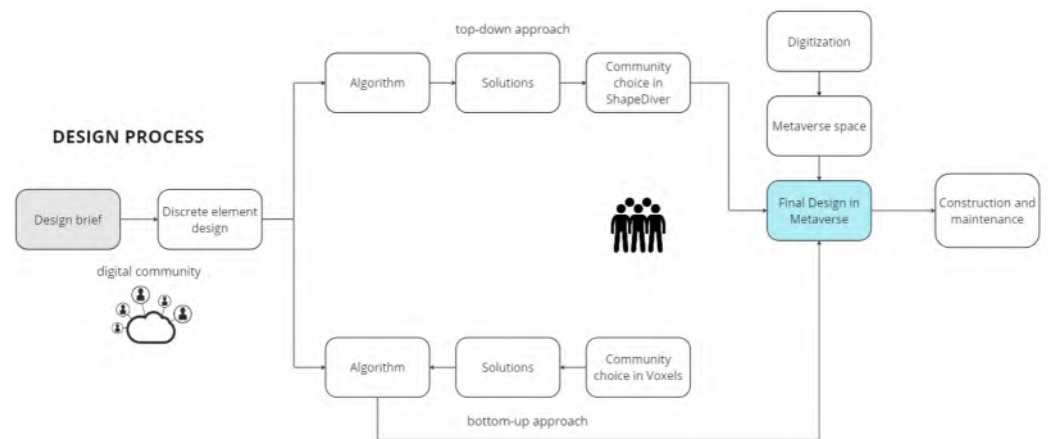 top-down approach
Digitization
Algorithm
Solutions
Community
choice in
ShapeDiver
Metaverse space
DESIGN PROCESS
Design brief
Discrete element
design
Final Design in
Metaverse
Construction and
maintenance
digital community
Algorithm
Solutions
Community
choice in Voxels
bottom-up approach